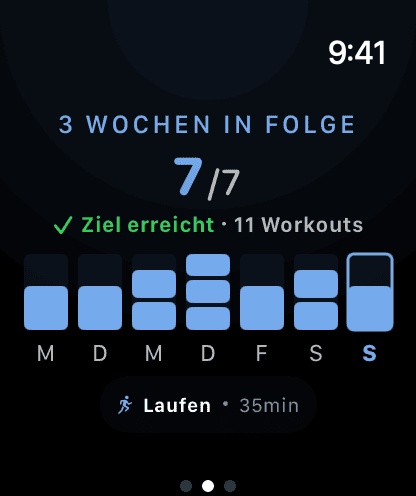 9:41
3 WOCHEN IN FOLGE
7/7
Ziel erreicht · 11 Workouts
M D M D F S S
Laufen · 35min